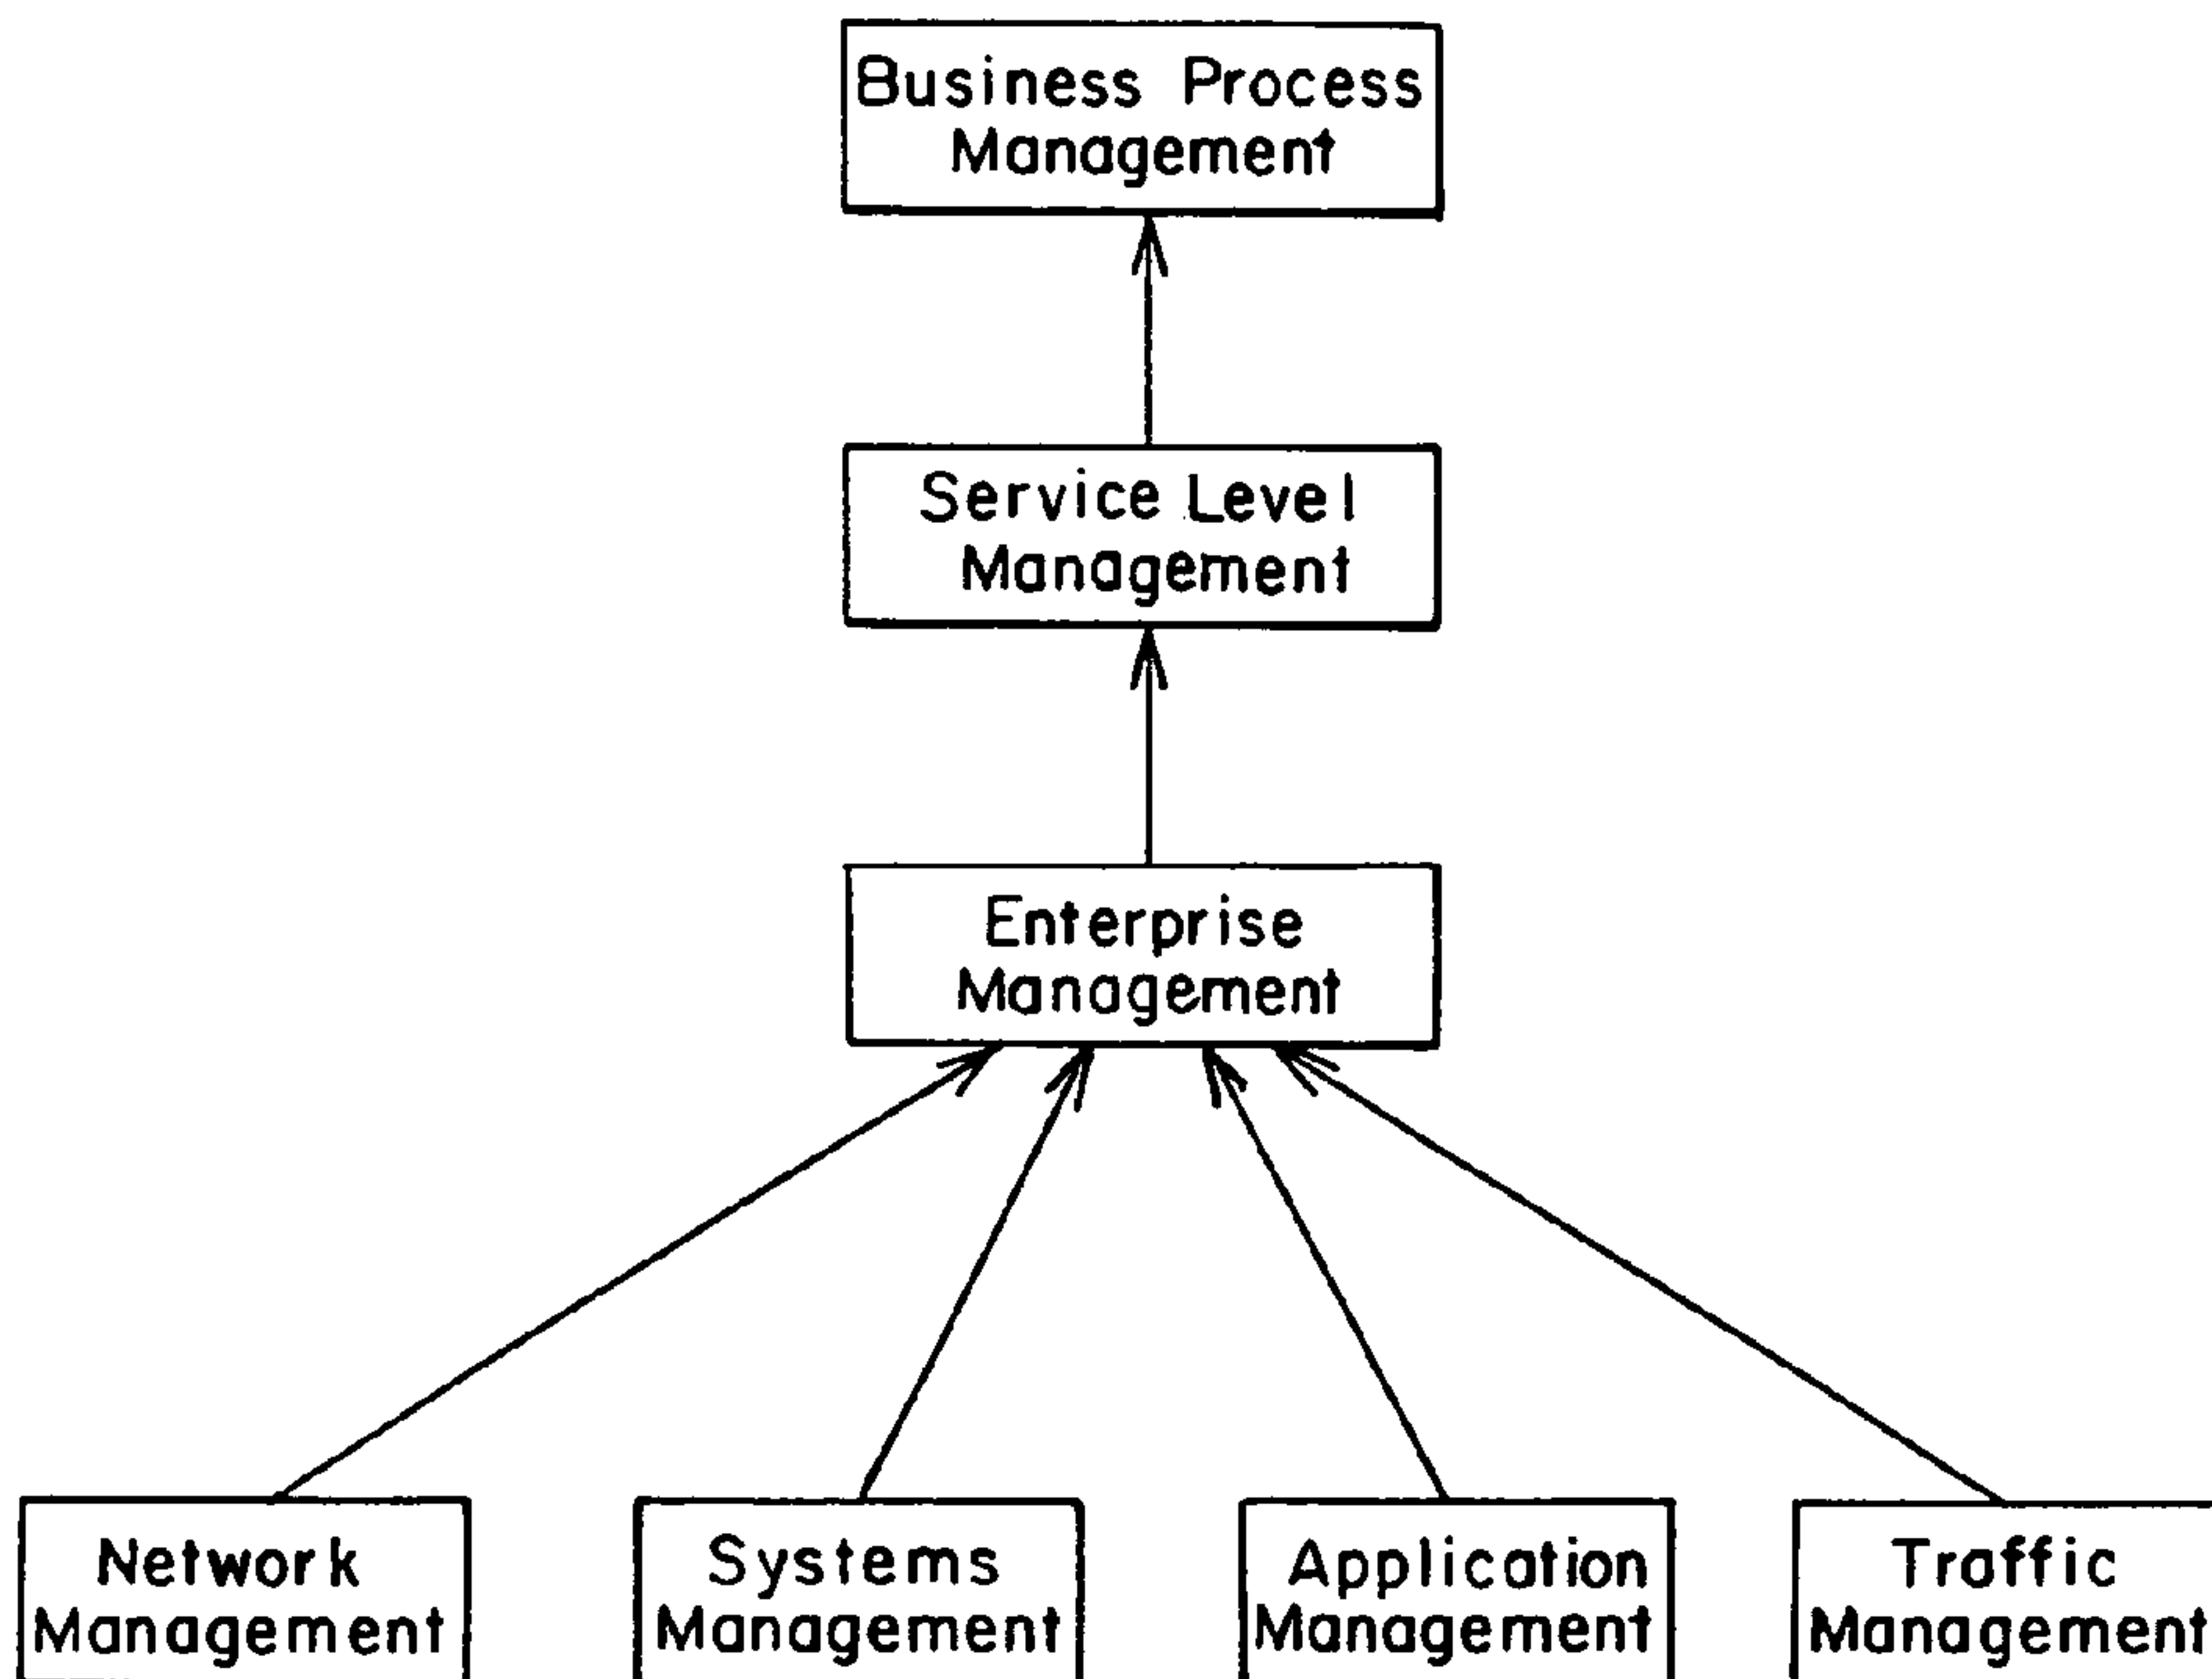 Business Process
Management
Service Level
Management
Enterprise
Management
Network
Management
Systems
Management
Application
Management
Traffic
Management